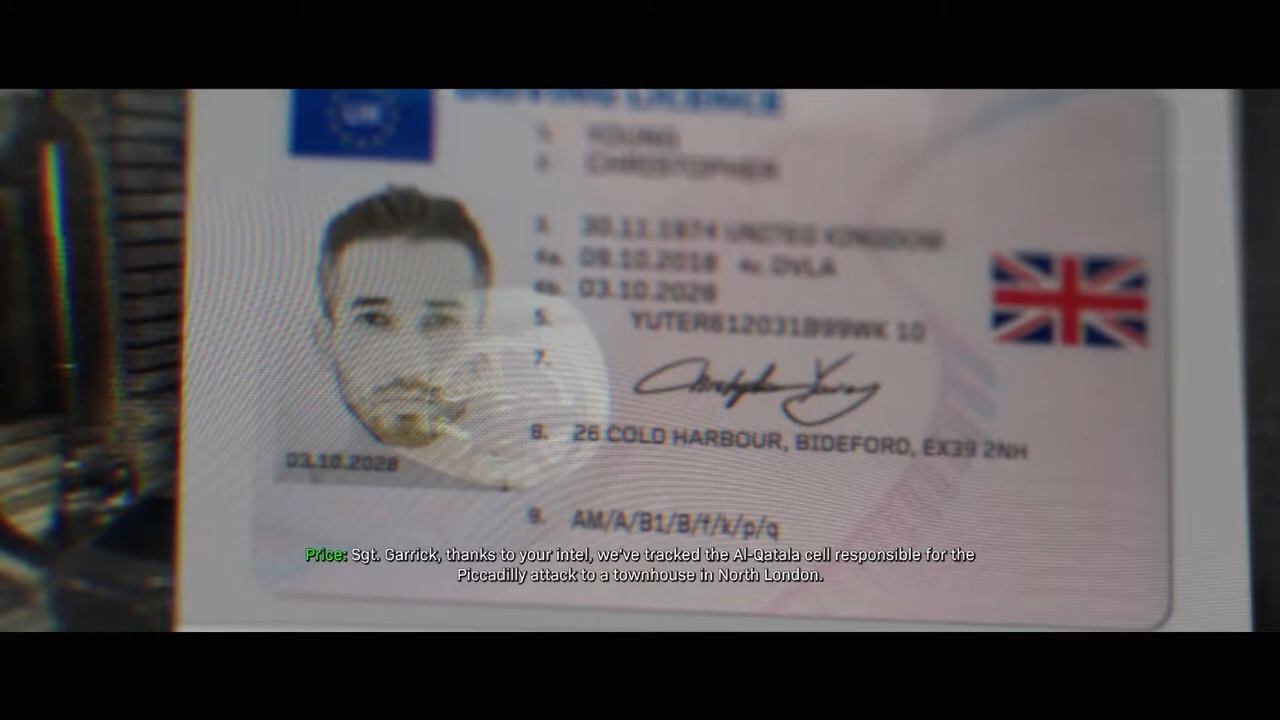 UK
DRIVING LICENCE
1. YOUNG
2. CHRISTOPHER
3. 30.11.1974 UNITED KINGDOM
4a. 09.10.2018 4c. DVLA
4b. 03.10.2028
5. YUTER612031B99WK 10
7.
8. 26 COLD HARBOUR, BIDEFORD, EX39 2NH
03.10.2028
9. AM/A/B1/B/f/k/p/q
Price: Sgt. Garrick, thanks to your intel, we've tracked the Al-Qatala cell responsible for the
Piccadilly attack to a townhouse in North London.